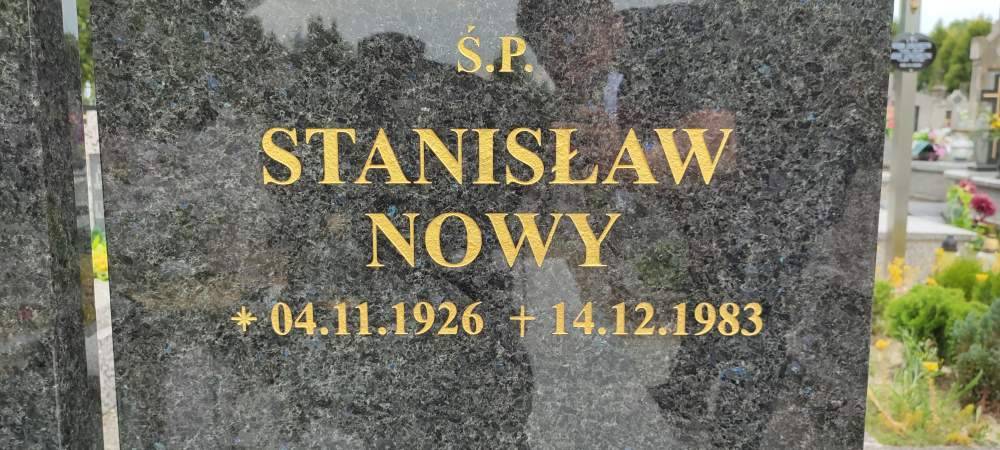 Ś.P.
STANISŁAW
NOWY
* 04.11.1926 † 14.12.1983